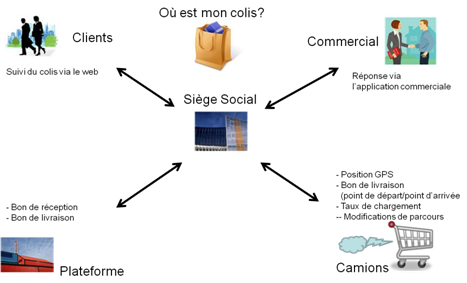 Où est mon colis?
Clients
Suivi du colis via le web
Commercial
Réponse via
l'application commerciale
Siège Social
- Bon de réception
- Bon de livraison
Plateforme
- Position GPS
- Bon de livraison
(point de départ/point d'arrivée
- Taux de chargement
-- Modifications de parcours
Camions